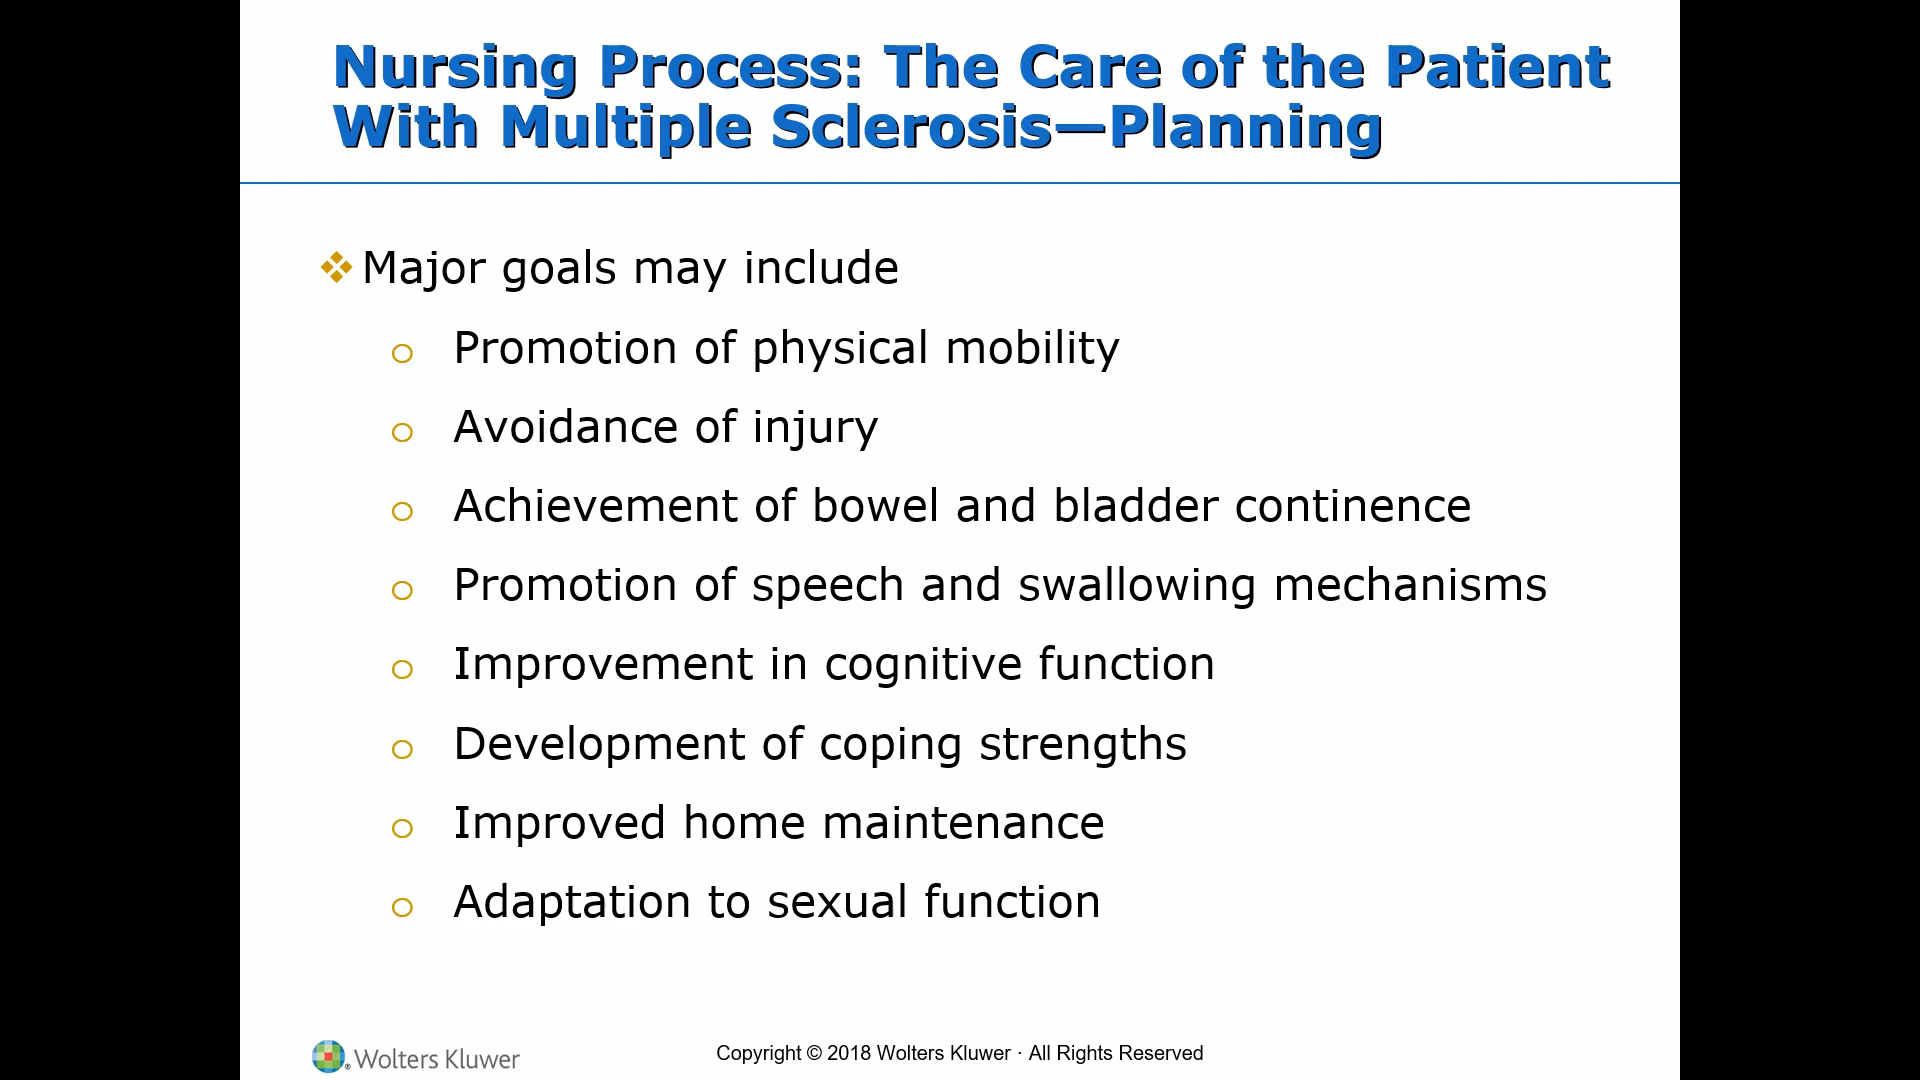 Nursing Process: The Care of the Patient
With Multiple Sclerosis—Planning
❖ Major goals may include
o Promotion of physical mobility
o Avoidance of injury
o Achievement of bowel and bladder continence
o Promotion of speech and swallowing mechanisms
o Improvement in cognitive function
o Development of coping strengths
o Improved home maintenance
o Adaptation to sexual function
Wolters Kluwer
Copyright © 2018 Wolters Kluwer · All Rights Reserved